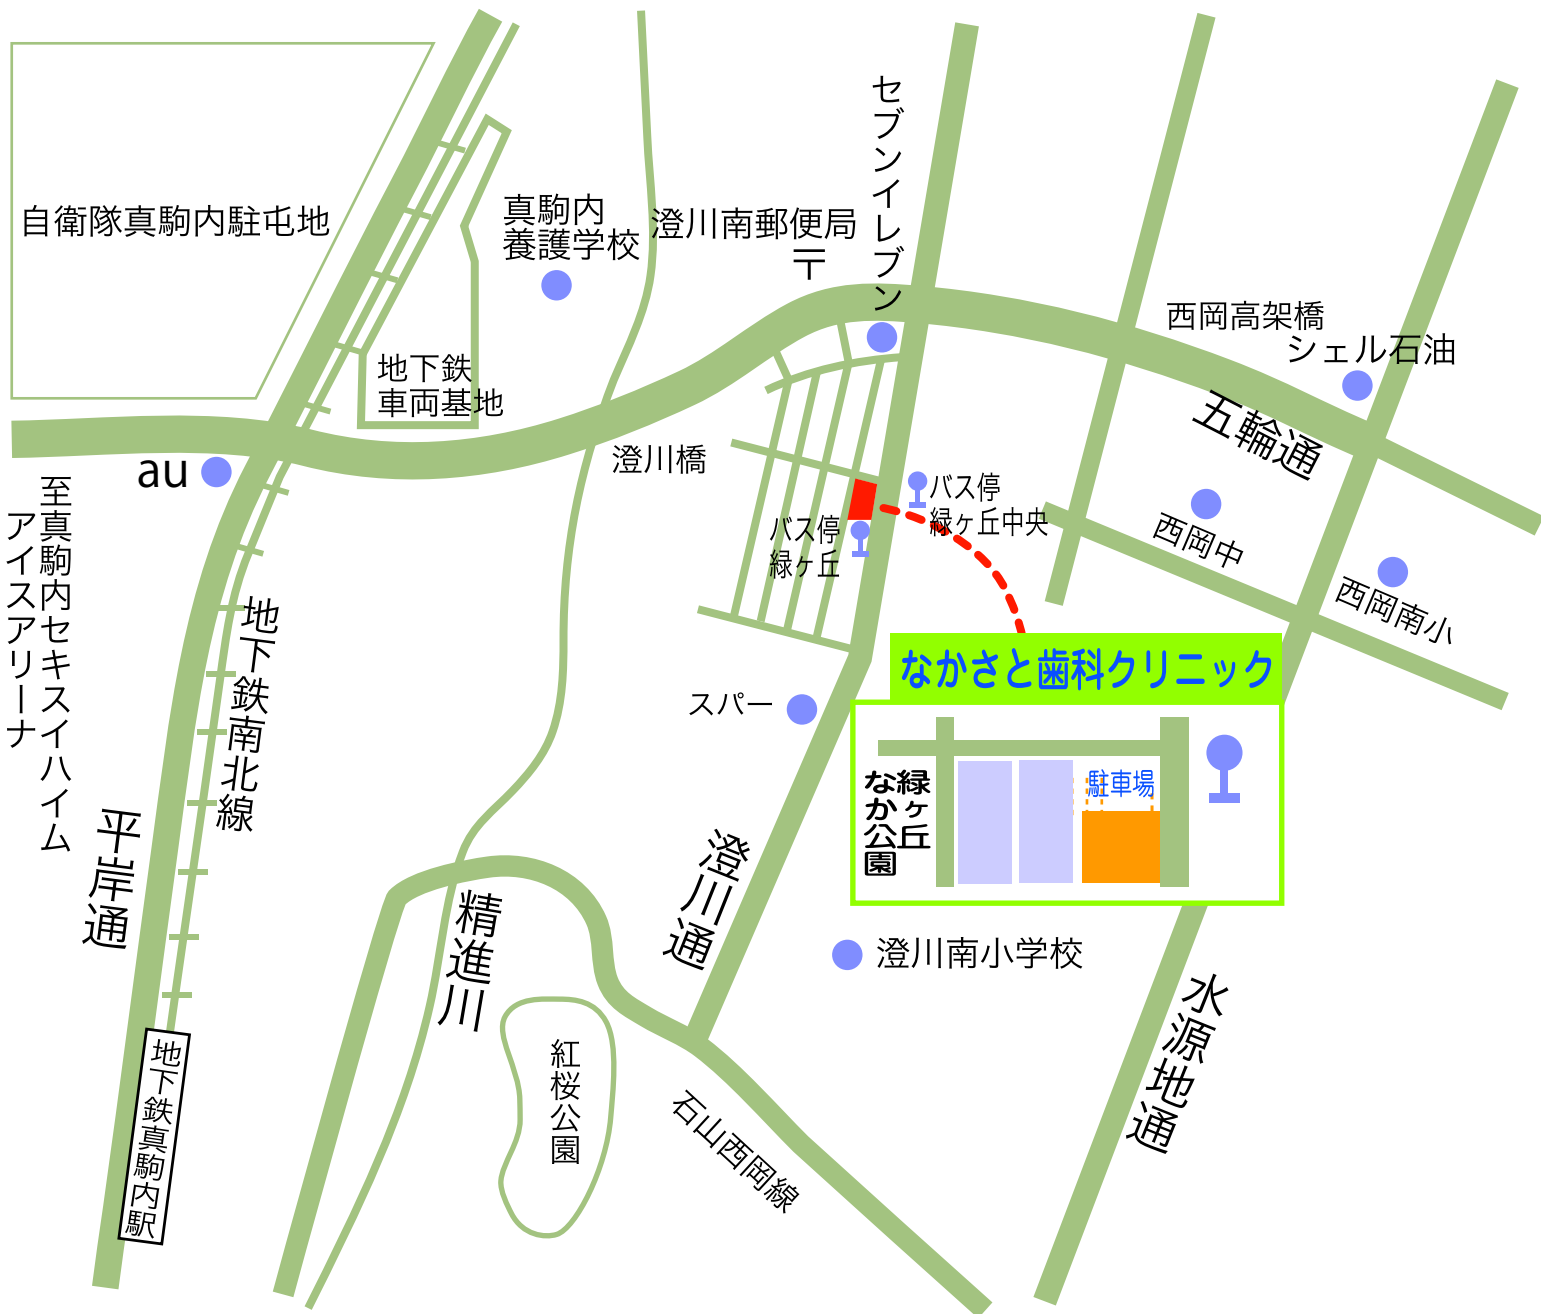 セブンイレブン
自衛隊真駒内駐屯地
真駒内
養護学校
澄川南郵便局
〒
西岡高架橋
シェル石油
地下鉄
車両基地
五輪通
澄川橋
au
至真駒内セキスイハイム
アイスアリーナ
バス停
緑ヶ丘中央
バス停
緑ヶ丘
西岡中
西岡南小
地下鉄南北線
なかさと歯科クリニック
スパー
駐車場
緑ヶ丘
なか公園
平岸通
澄川通
精進川
澄川南小学校
水源地通
地下鉄真駒内駅
紅桜公園
石山西岡線